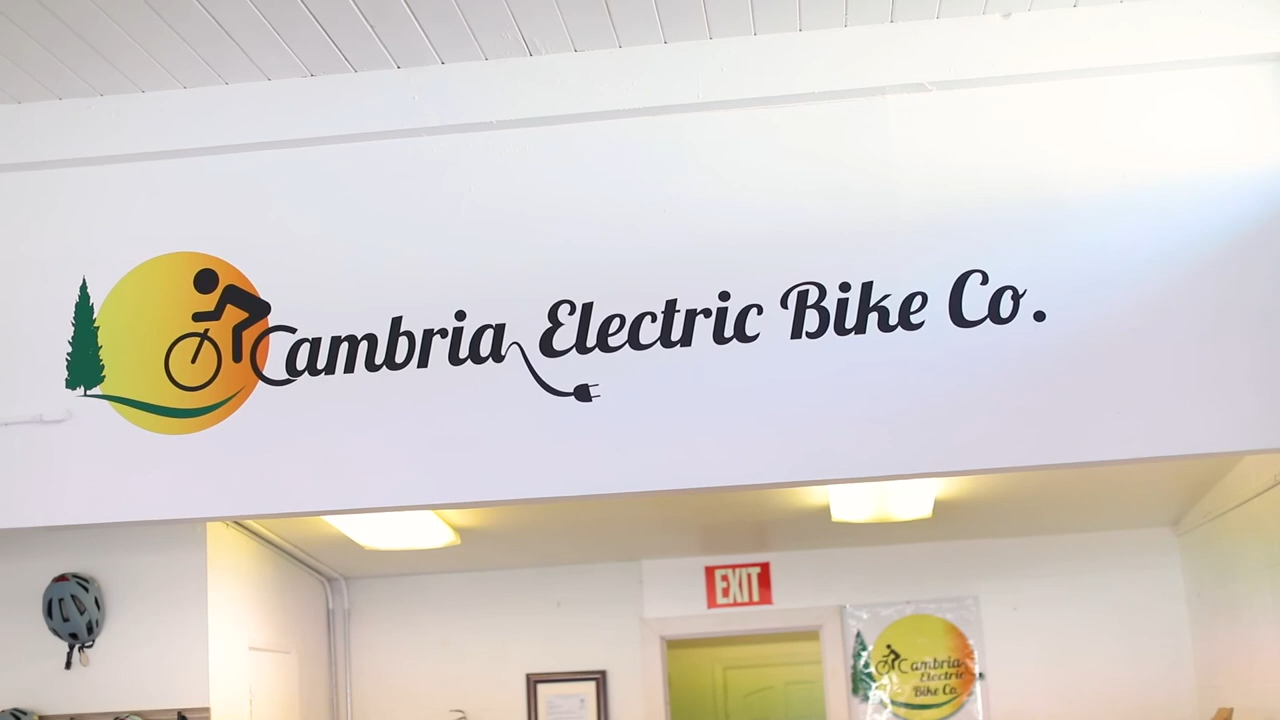 Cambria Electric Bike Co.
EXIT
Cambria
Electric
Bike Co.